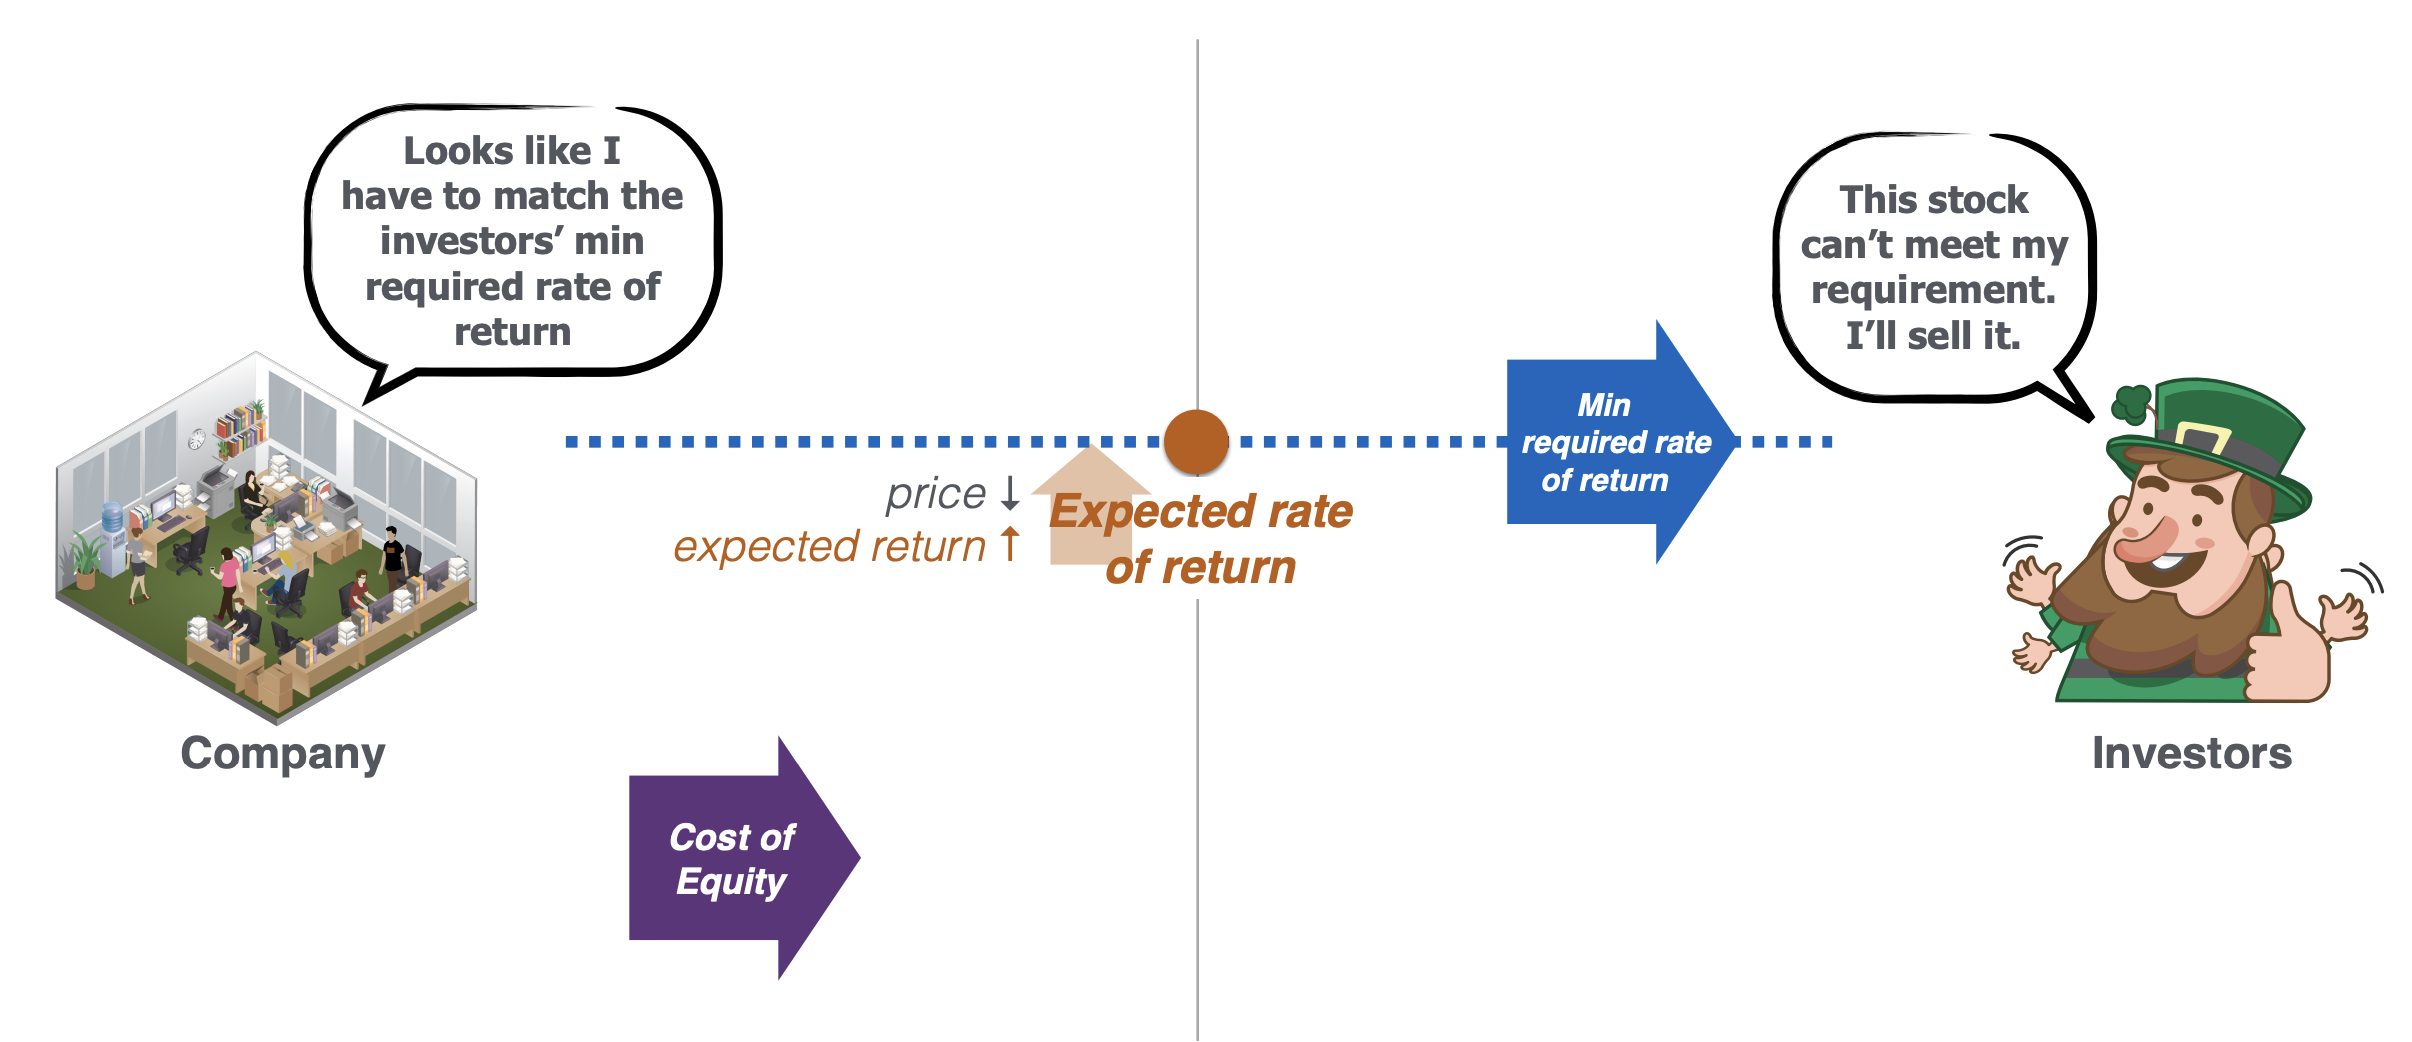 Looks like I
have to match the
investors’ min
required rate of
return
This stock
can’t meet my
requirement.
I’ll sell it.
Min
required rate
of return
price ↓
expected return ↑
Expected rate
of return
Company
Investors
Cost of
Equity